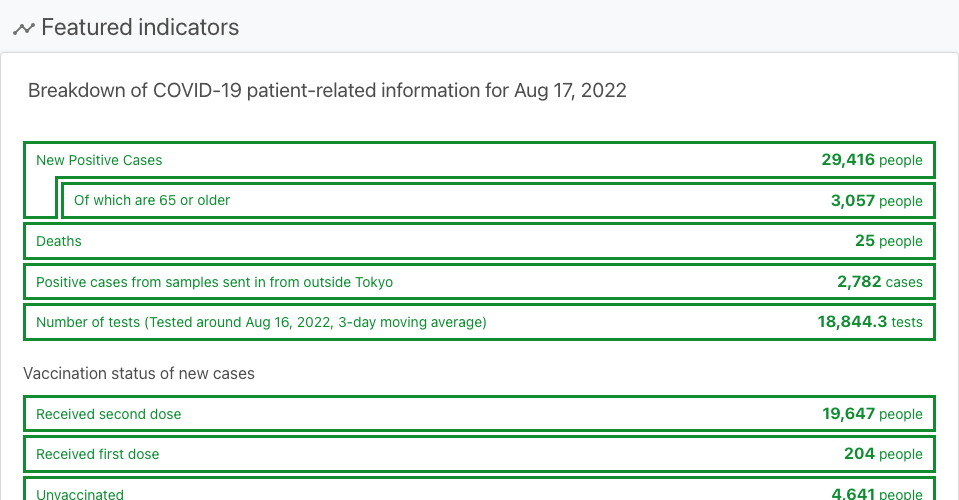 Featured indicators
Breakdown of COVID-19 patient-related information for Aug 17, 2022
New Positive Cases 29,416 people
Of which are 65 or older 3,057 people
Deaths 25 people
Positive cases from samples sent in from outside Tokyo 2,782 cases
Number of tests (Tested around Aug 16, 2022, 3-day moving average) 18,844.3 tests
Vaccination status of new cases
Received second dose 19,647 people
Received first dose 204 people
Unvaccinated 4,641 people